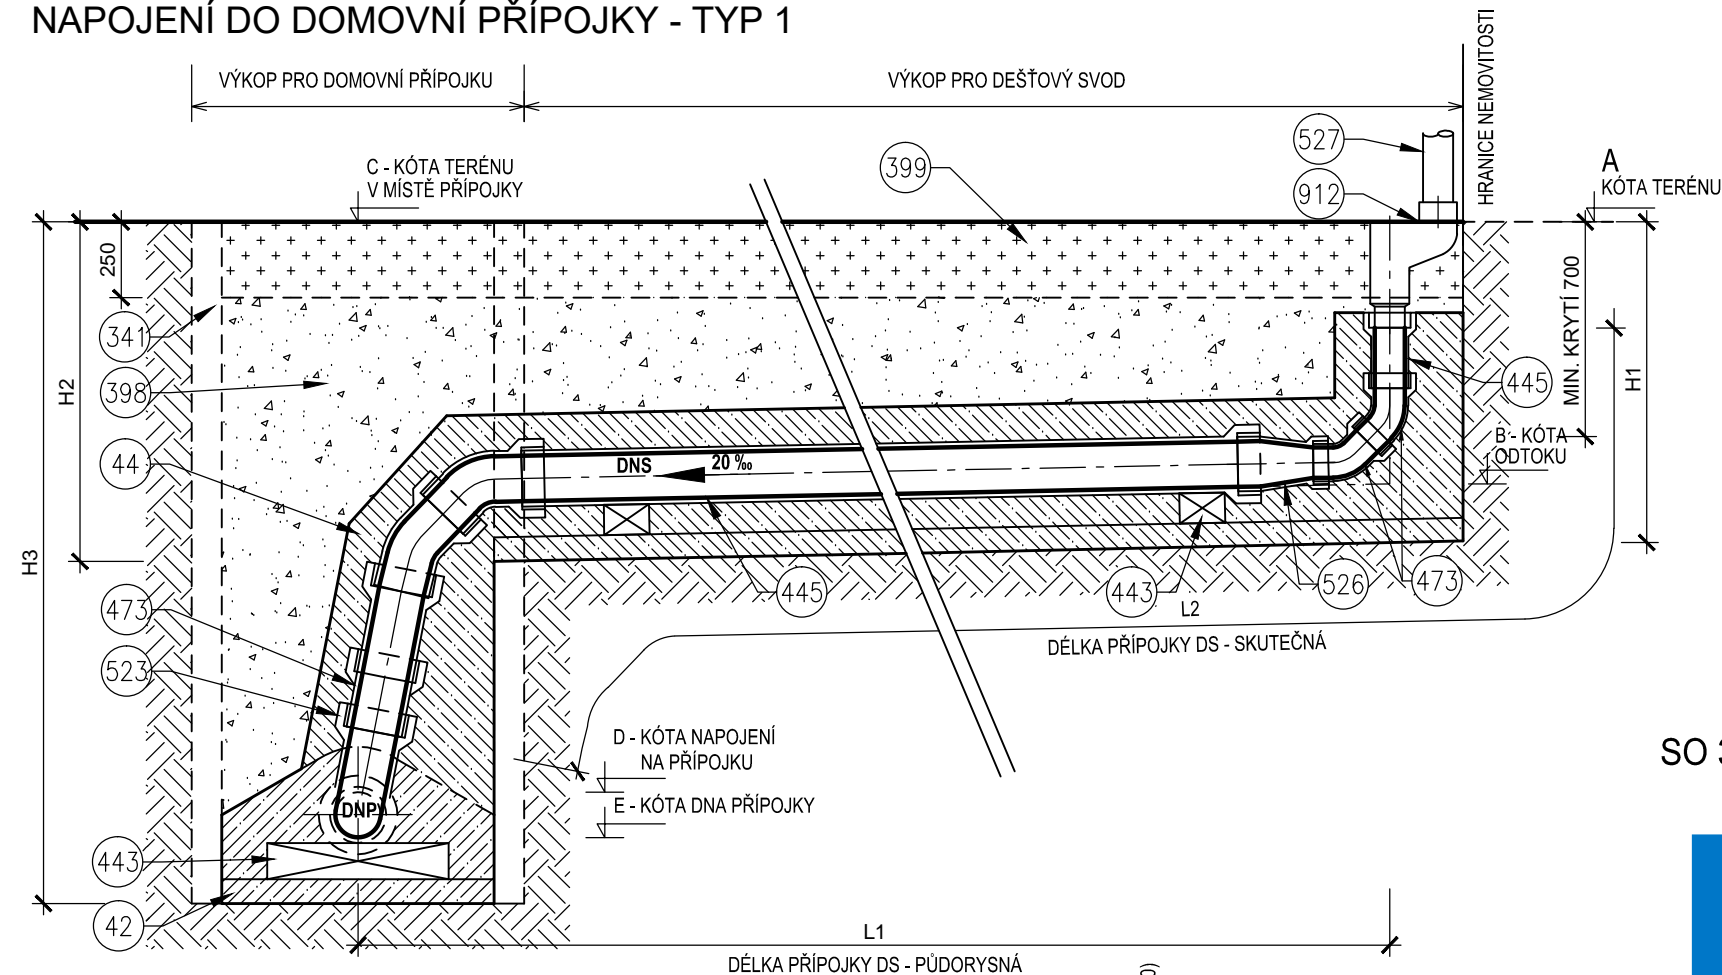 NAPOJENÍ DO DOMOVNÍ PŘÍPOJKY - TYP 1
VÝKOP PRO DOMOVNÍ PŘÍPOJKU
VÝKOP PRO DEŠŤOVÝ SVOD
HRANICE NEMOVITOSTI
527
C - KÓTA TERÉNU
V MÍSTĚ PŘÍPOJKY
399
912
A
KÓTA TERÉNU
250
341
398
H2
MIN. KRYTÍ 700
H1
445
44
DNS
20 ‰
B - KÓTA
ODTOKU
H3
473
445
443
526
473
L2
DÉLKA PŘÍPOJKY DS - SKUTEČNÁ
523
D - KÓTA NAPOJENÍ
NA PŘÍPOJKU
E - KÓTA DNA PŘÍPOJKY
SO 3
DNP
443
42
L1
DÉLKA PŘÍPOJKY DS - PŮDORYSNÁ